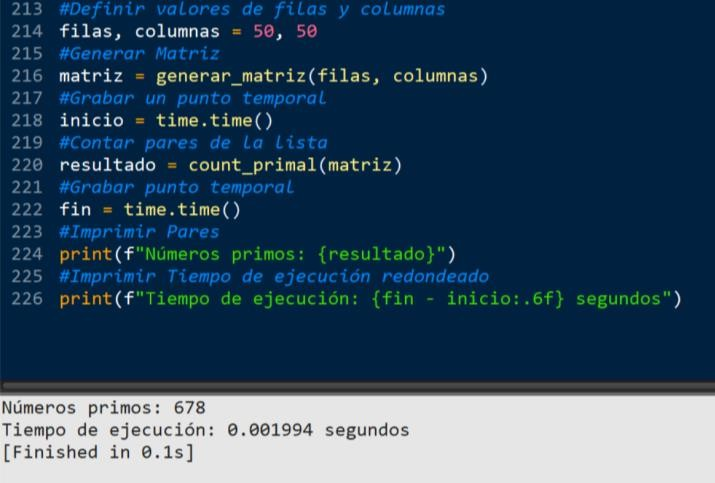 213 #Definir valores de filas y columnas
214 filas, columnas = 50, 50
215 #Generar Matriz
216 matriz = generar_matriz(filas, columnas)
217 #Grabar un punto temporal
218 inicio = time.time()
219 #Contar pares de la lista
220 resultado = count_primal(matriz)
221 #Grabar punto temporal
222 fin = time.time()
223 #Imprimir Pares
224 print(f"Números primos: {resultado}")
225 #Imprimir Tiempo de ejecución redondeado
226 print(f"Tiempo de ejecución: {fin - inicio:.6f} segundos")
Números primos: 678
Tiempo de ejecución: 0.001994 segundos
[Finished in 0.1s]